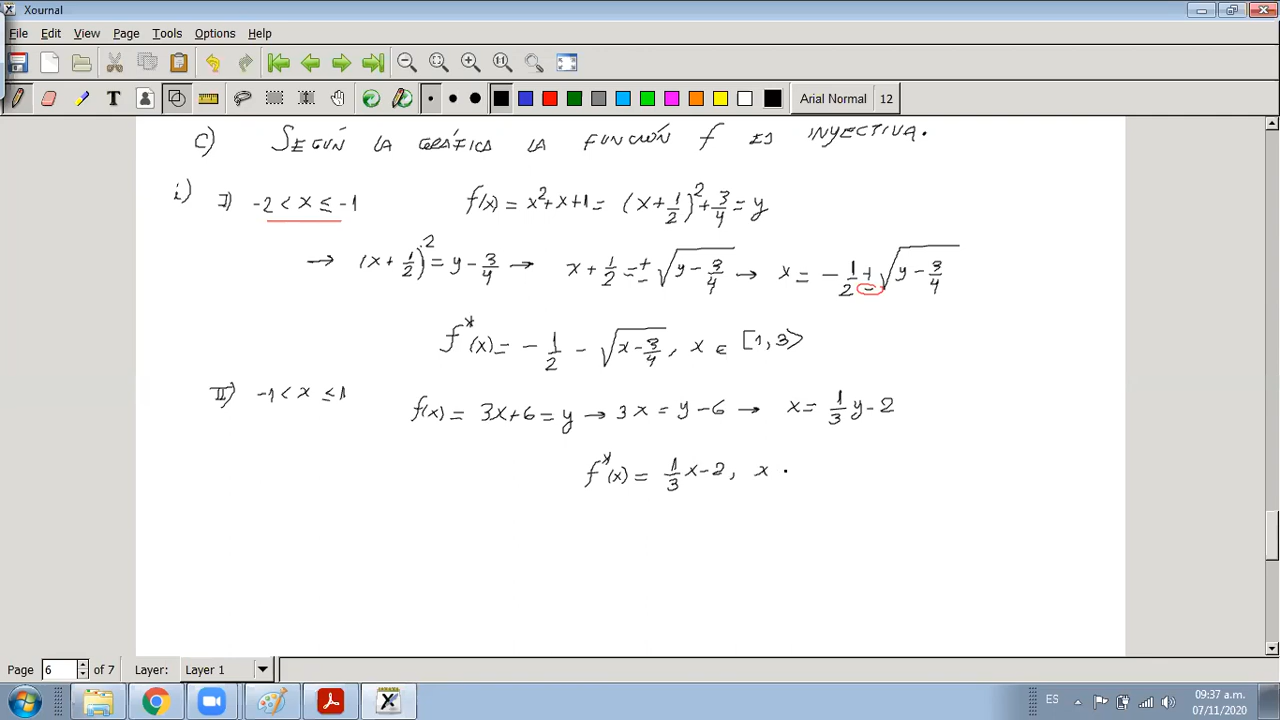 Xournal
File Edit View Page Tools Options Help
Arial Normal 12
c) SEGÚN LA GRÁFICA LA FUNCIÓN f ES INYECTIVA.
i) I) -2 < x ≤ -1 f(x) = x²+x+1 = (x+1/2)²+3/4 = y
→ (x+1/2)² = y-3/4 → x+1/2 = ±√(y-3/4) → x = -1/2 ± √(y-3/4)
f*(x) = -1/2 - √(x-3/4), x ∈ [1,3⟩
II) -1 < x ≤ 1 f(x) = 3x+6 = y → 3x = y-6 → x = 1/3 y-2
f*(x) = 1/3 x-2, x
Page 6 of 7 Layer: Layer 1
ES 09:37 a.m.
07/11/2020